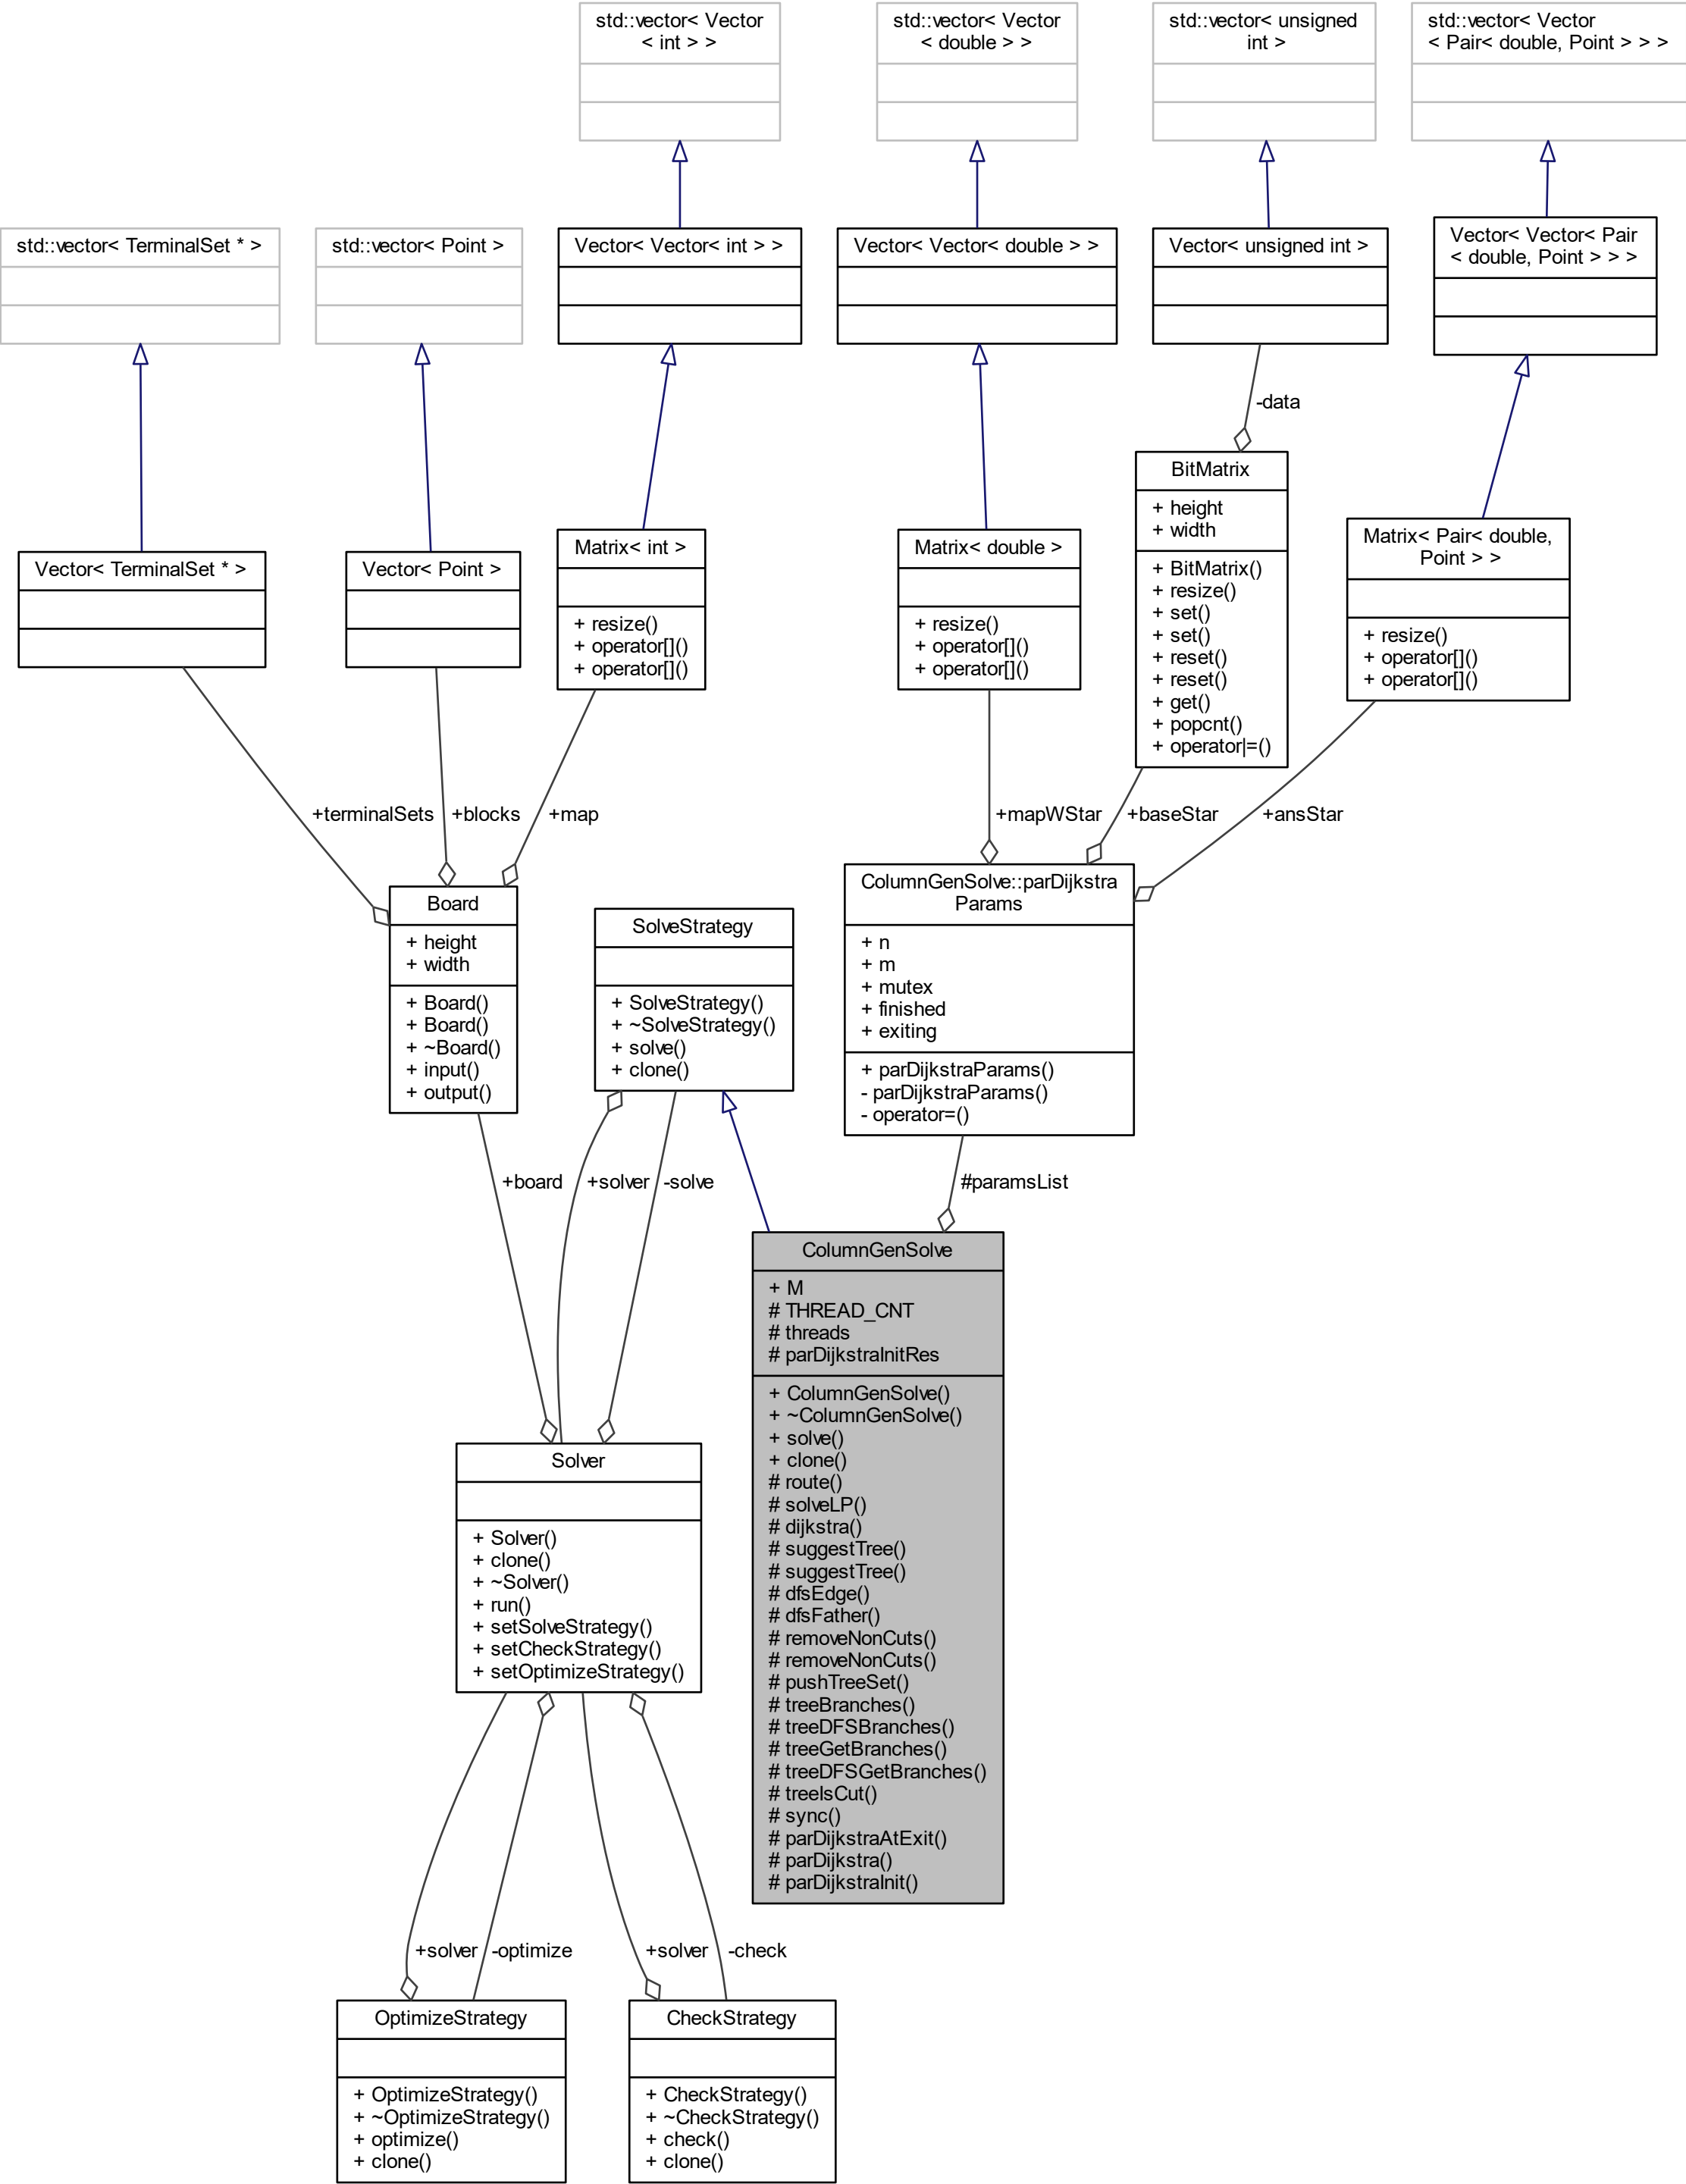 std::vector< Vector
< int > >
std::vector< Vector
< double > >
std::vector< unsigned
int >
std::vector< Vector
< Pair< double, Point > > >
std::vector< TerminalSet * >
std::vector< Point >
Vector< Vector< int > >
Vector< Vector< double > >
Vector< unsigned int >
Vector< Vector< Pair
< double, Point > > >
-data
Vector< TerminalSet * >
Vector< Point >
Matrix< int >
+ resize()
+ operator[]()
+ operator[]()
Matrix< double >
+ resize()
+ operator[]()
+ operator[]()
BitMatrix
+ height
+ width
+ BitMatrix()
+ resize()
+ set()
+ set()
+ reset()
+ reset()
+ get()
+ popcnt()
+ operator|=()
Matrix< Pair< double,
Point > >
+ resize()
+ operator[]()
+ operator[]()
+terminalSets
+blocks
+map
+mapWStar
+baseStar
+ansStar
Board
+ height
+ width
+ Board()
+ Board()
+ ~Board()
+ input()
+ output()
SolveStrategy
+ SolveStrategy()
+ ~SolveStrategy()
+ solve()
+ clone()
ColumnGenSolve::parDijkstra
Params
+ n
+ m
+ mutex
+ finished
+ exiting
+ parDijkstraParams()
- parDijkstraParams()
- operator=()
+board
+solver
-solve
#paramsList
ColumnGenSolve
+ M
# THREAD_CNT
# threads
# parDijkstraInitRes
+ ColumnGenSolve()
+ ~ColumnGenSolve()
+ solve()
+ clone()
# route()
# solveLP()
# dijkstra()
# suggestTree()
# suggestTree()
# dfsEdge()
# dfsFather()
# removeNonCuts()
# removeNonCuts()
# pushTreeSet()
# treeBranches()
# treeDFSBranches()
# treeGetBranches()
# treeDFSGetBranches()
# treeIsCut()
# sync()
# parDijkstraAtExit()
# parDijkstra()
# parDijkstraInit()
Solver
+ Solver()
+ clone()
+ ~Solver()
+ run()
+ setSolveStrategy()
+ setCheckStrategy()
+ setOptimizeStrategy()
+solver
-optimize
+solver
-check
OptimizeStrategy
+ OptimizeStrategy()
+ ~OptimizeStrategy()
+ optimize()
+ clone()
CheckStrategy
+ CheckStrategy()
+ ~CheckStrategy()
+ check()
+ clone()